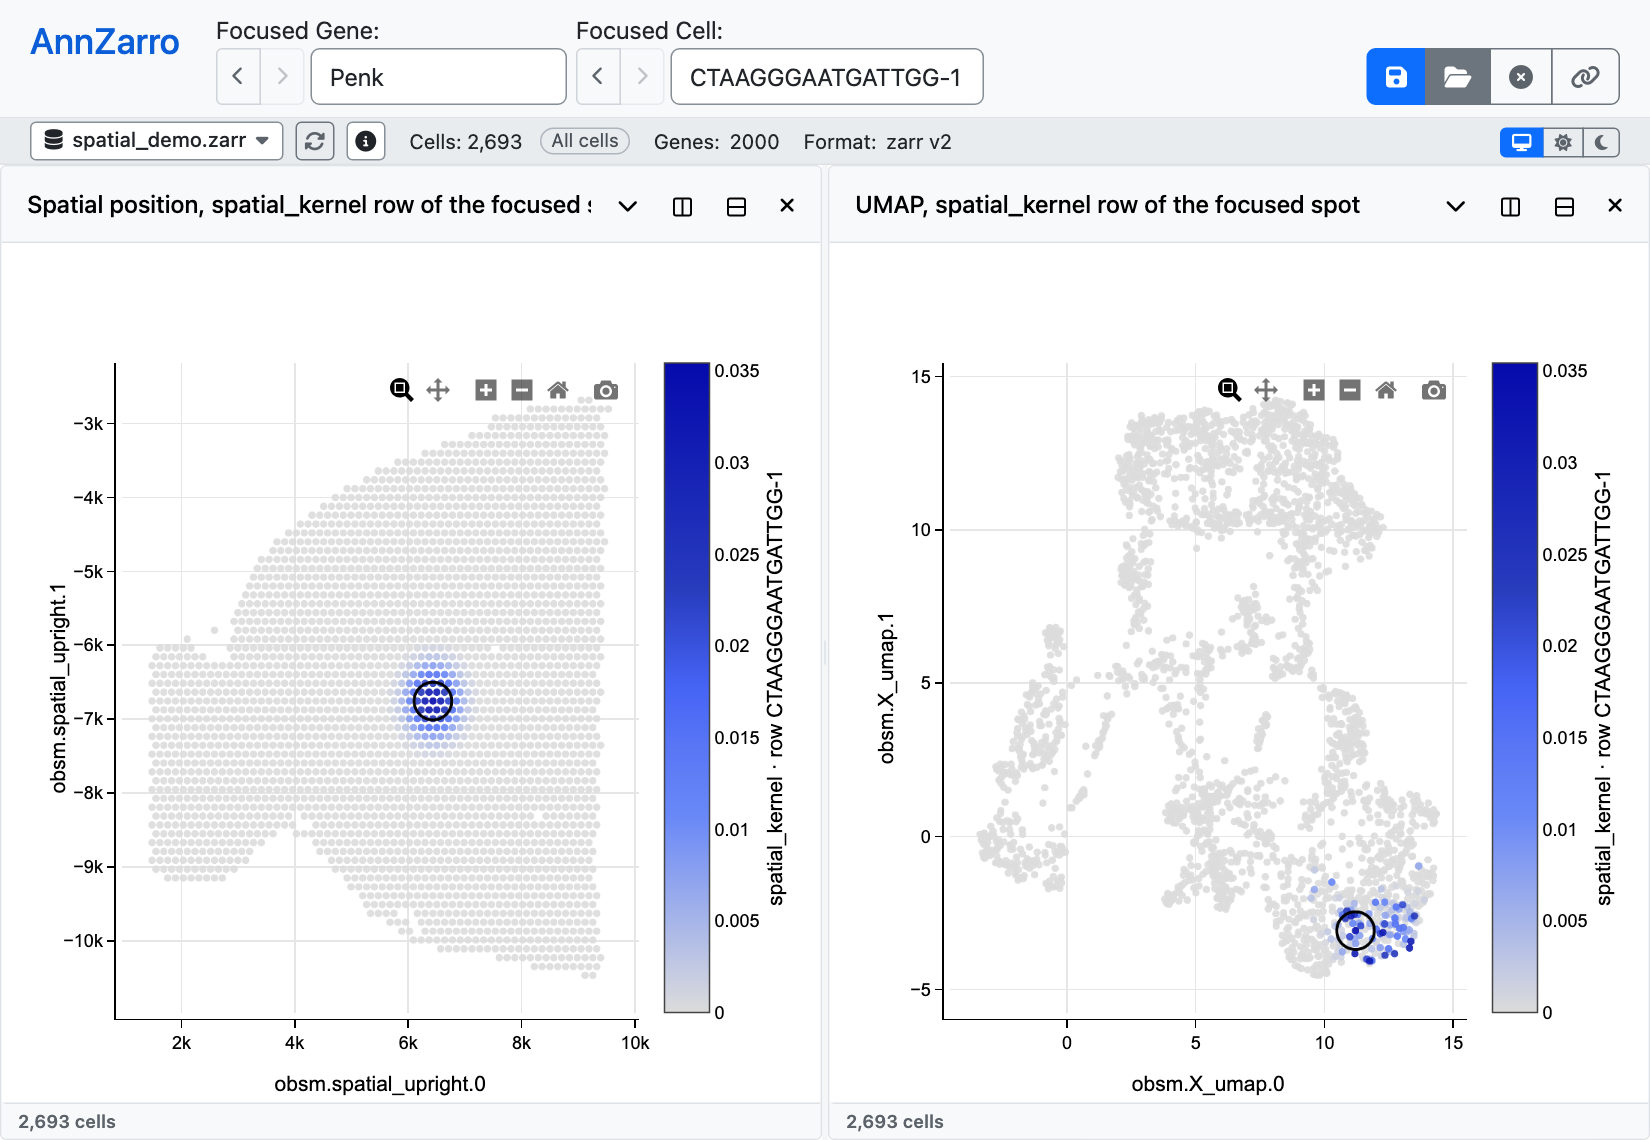 AnnZarro
Focused Gene:
Penk
Focused Cell:
CTAAGGGAATGATTGG-1
spatial_demo.zarr
Cells: 2,693
All cells
Genes: 2000
Format: zarr v2
Spatial position, spatial_kernel row of the focused
−3k
−4k
−5k
−6k
−7k
−8k
−9k
−10k
obsm.spatial_upright.1
2k
4k
6k
8k
10k
obsm.spatial_upright.0
0.035
0.03
0.025
0.02
0.015
0.01
0.005
0
spatial_kernel · row CTAAGGGAATGATTGG-1
2,693 cells
UMAP, spatial_kernel row of the focused spot
15
10
5
0
−5
obsm.X_umap.1
0
5
10
15
obsm.X_umap.0
0.035
0.03
0.025
0.02
0.015
0.01
0.005
0
spatial_kernel · row CTAAGGGAATGATTGG-1
2,693 cells